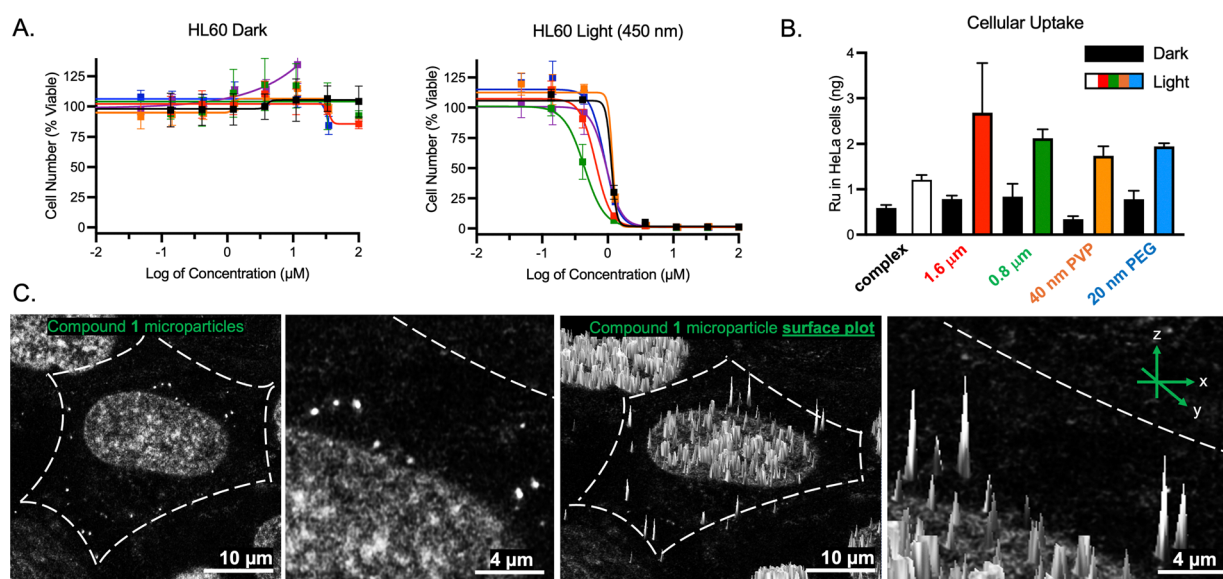 A.
HL60 Dark
Cell Number (% Viable)
125
100
75
50
25
0
-2
-1
0
1
2
Log of Concentration (µM)
HL60 Light (450 nm)
Cell Number (% Viable)
125
100
75
50
25
0
-2
-1
0
1
2
Log of Concentration (µM)
B.
Cellular Uptake
Dark
Light
Ru in HeLa cells (ng)
4
3
2
1
0
complex
1.6 µm
0.8 µm
40 nm PVP
20 nm PEG
C.
Compound 1 microparticles
10 µm
4 µm
Compound 1 microparticle surface plot
10 µm
z
x
y
4 µm